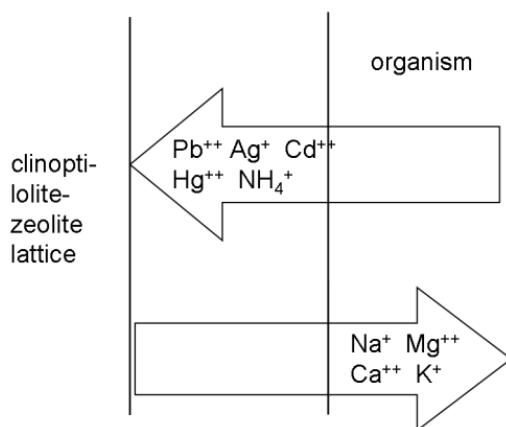 organism
Pb⁺⁺ Ag⁺ Cd⁺⁺
Hg⁺⁺ NH₄⁺
clinopti-
lolite-
zeolite
lattice
Na⁺ Mg⁺⁺
Ca⁺⁺ K⁺